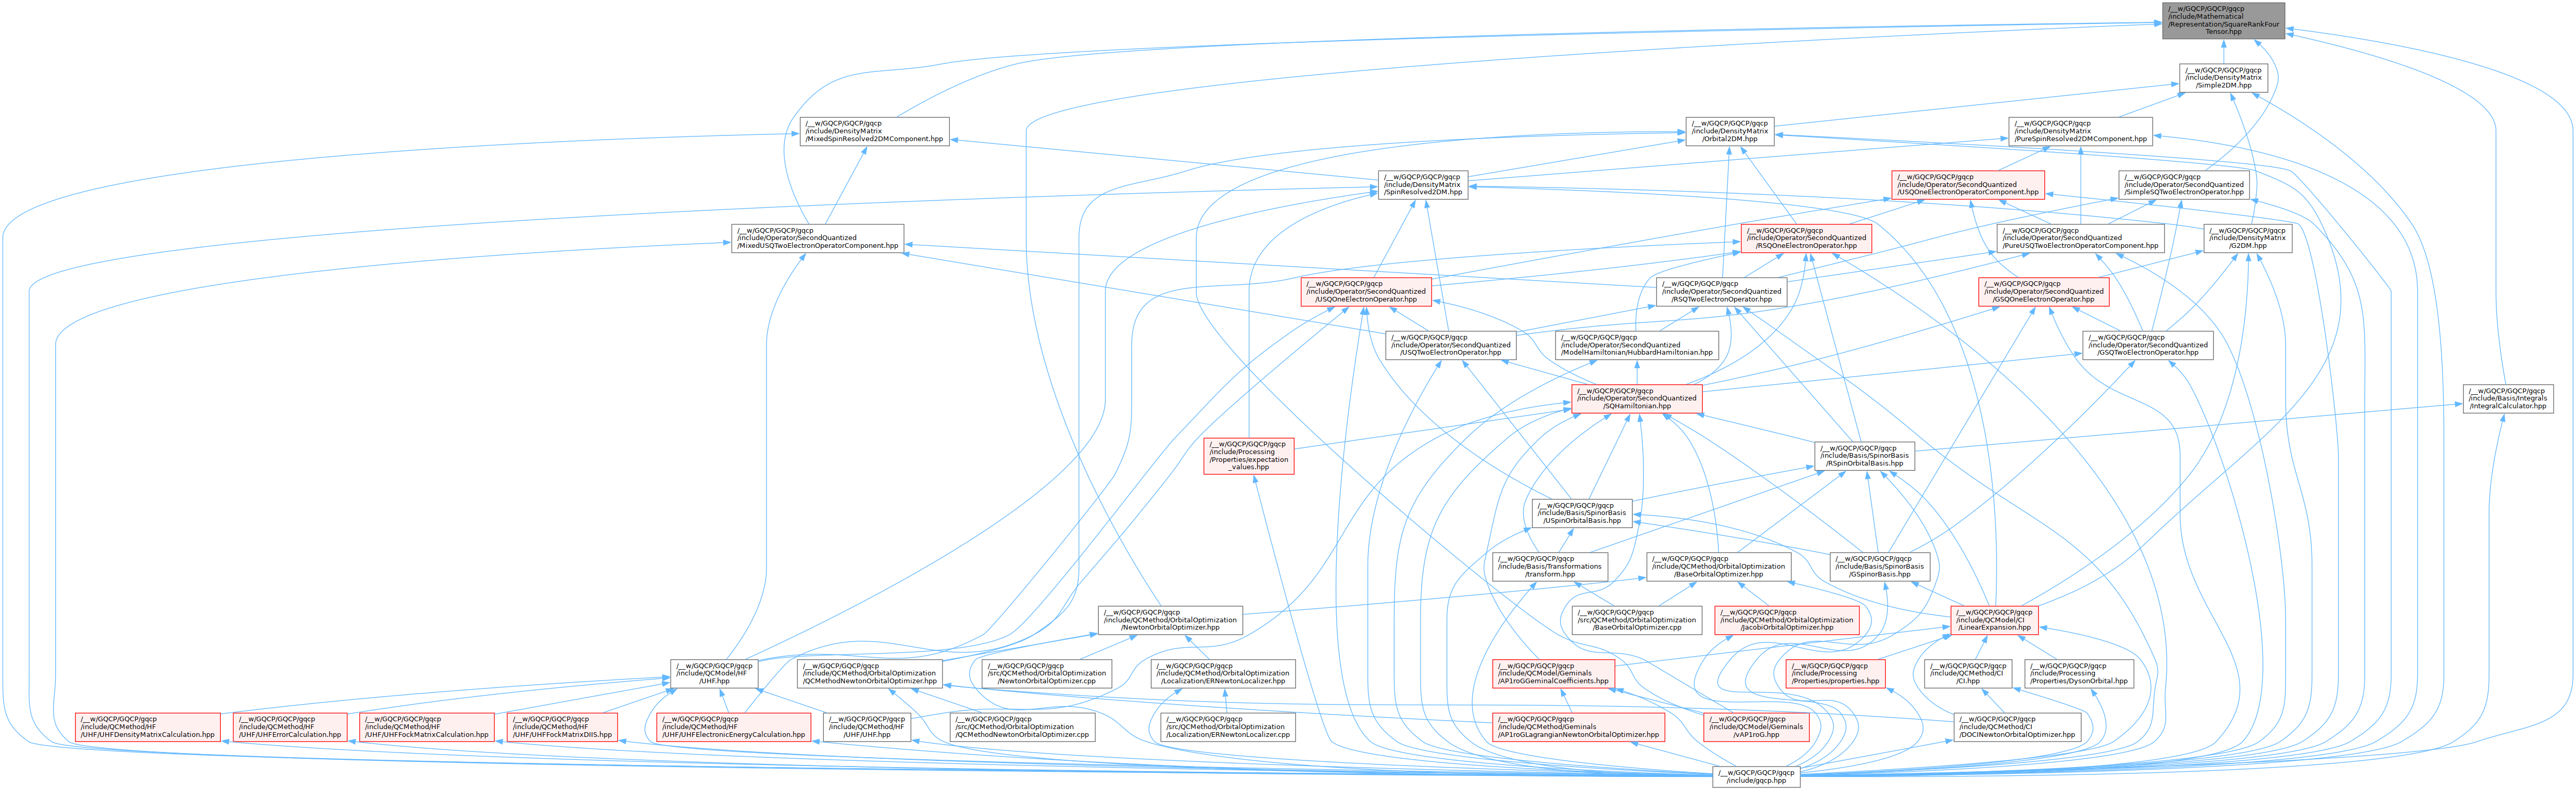 /__w/GQCP/GQCP/gqcp
/include/Mathematical
/Representation/SquareRankFour
Tensor.hpp
/__w/GQCP/GQCP/gqcp
/include/DensityMatrix
/Simple2DM.hpp
/__w/GQCP/GQCP/gqcp
/include/DensityMatrix
/MixedSpinResolved2DMComponent.hpp
/__w/GQCP/GQCP/gqcp
/include/DensityMatrix
/Orbital2DM.hpp
/__w/GQCP/GQCP/gqcp
/include/DensityMatrix
/PureSpinResolved2DMComponent.hpp
/__w/GQCP/GQCP/gqcp
/include/DensityMatrix
/SpinResolved2DM.hpp
/__w/GQCP/GQCP/gqcp
/include/Operator/SecondQuantized
/USQOneElectronOperatorComponent.hpp
/__w/GQCP/GQCP/gqcp
/include/Operator/SecondQuantized
/SimpleSQTwoElectronOperator.hpp
/__w/GQCP/GQCP/gqcp
/include/Operator/SecondQuantized
/MixedUSQTwoElectronOperatorComponent.hpp
/__w/GQCP/GQCP/gqcp
/include/Operator/SecondQuantized
/RSQOneElectronOperator.hpp
/__w/GQCP/GQCP/gqcp
/include/Operator/SecondQuantized
/PureUSQTwoElectronOperatorComponent.hpp
/__w/GQCP/GQCP/gqcp
/include/DensityMatrix
/G2DM.hpp
/__w/GQCP/GQCP/gqcp
/include/Operator/SecondQuantized
/USQOneElectronOperator.hpp
/__w/GQCP/GQCP/gqcp
/include/Operator/SecondQuantized
/RSQTwoElectronOperator.hpp
/__w/GQCP/GQCP/gqcp
/include/Operator/SecondQuantized
/GSQOneElectronOperator.hpp
/__w/GQCP/GQCP/gqcp
/include/Operator/SecondQuantized
/USQTwoElectronOperator.hpp
/__w/GQCP/GQCP/gqcp
/include/Operator/SecondQuantized
/ModelHamiltonian/HubbardHamiltonian.hpp
/__w/GQCP/GQCP/gqcp
/include/Operator/SecondQuantized
/GSQTwoElectronOperator.hpp
/__w/GQCP/GQCP/gqcp
/include/Operator/SecondQuantized
/SQHamiltonian.hpp
/__w/GQCP/GQCP/gqcp
/include/Basis/Integrals
/IntegralCalculator.hpp
/__w/GQCP/GQCP/gqcp
/include/Processing
/Properties/expectation
_values.hpp
/__w/GQCP/GQCP/gqcp
/include/Basis/SpinorBasis
/RSpinOrbitalBasis.hpp
/__w/GQCP/GQCP/gqcp
/include/Basis/SpinorBasis
/USpinOrbitalBasis.hpp
/__w/GQCP/GQCP/gqcp
/include/Basis/Transformations
/transform.hpp
/__w/GQCP/GQCP/gqcp
/include/QCMethod/OrbitalOptimization
/BaseOrbitalOptimizer.hpp
/__w/GQCP/GQCP/gqcp
/include/Basis/SpinorBasis
/GSpinorBasis.hpp
/__w/GQCP/GQCP/gqcp
/include/QCMethod/OrbitalOptimization
/NewtonOrbitalOptimizer.hpp
/__w/GQCP/GQCP/gqcp
/src/QCMethod/OrbitalOptimization
/BaseOrbitalOptimizer.cpp
/__w/GQCP/GQCP/gqcp
/include/QCMethod/OrbitalOptimization
/JacobiOrbitalOptimizer.hpp
/__w/GQCP/GQCP/gqcp
/include/QCModel/CI
/LinearExpansion.hpp
/__w/GQCP/GQCP/gqcp
/include/QCModel/HF
/UHF.hpp
/__w/GQCP/GQCP/gqcp
/include/QCMethod/OrbitalOptimization
/QCMethodNewtonOrbitalOptimizer.hpp
/__w/GQCP/GQCP/gqcp
/src/QCMethod/OrbitalOptimization
/NewtonOrbitalOptimizer.cpp
/__w/GQCP/GQCP/gqcp
/include/QCMethod/OrbitalOptimization
/Localization/ERNewtonLocalizer.hpp
/__w/GQCP/GQCP/gqcp
/include/QCModel/Geminals
/AP1roGGeminalCoefficients.hpp
/__w/GQCP/GQCP/gqcp
/include/Processing
/Properties/properties.hpp
/__w/GQCP/GQCP/gqcp
/include/QCMethod/CI
/CI.hpp
/__w/GQCP/GQCP/gqcp
/include/Processing
/Properties/DysonOrbital.hpp
/__w/GQCP/GQCP/gqcp
/include/QCMethod/HF
/UHF/UHFDensityMatrixCalculation.hpp
/__w/GQCP/GQCP/gqcp
/include/QCMethod/HF
/UHF/UHFErrorCalculation.hpp
/__w/GQCP/GQCP/gqcp
/include/QCMethod/HF
/UHF/UHFFockMatrixCalculation.hpp
/__w/GQCP/GQCP/gqcp
/include/QCMethod/HF
/UHF/UHFFockMatrixDIIS.hpp
/__w/GQCP/GQCP/gqcp
/include/QCMethod/HF
/UHF/UHFElectronicEnergyCalculation.hpp
/__w/GQCP/GQCP/gqcp
/include/QCMethod/HF
/UHF/UHF.hpp
/__w/GQCP/GQCP/gqcp
/src/QCMethod/OrbitalOptimization
/QCMethodNewtonOrbitalOptimizer.cpp
/__w/GQCP/GQCP/gqcp
/src/QCMethod/OrbitalOptimization
/Localization/ERNewtonLocalizer.cpp
/__w/GQCP/GQCP/gqcp
/include/QCMethod/Geminals
/AP1roGLagrangianNewtonOrbitalOptimizer.hpp
/__w/GQCP/GQCP/gqcp
/include/QCModel/Geminals
/vAP1roG.hpp
/__w/GQCP/GQCP/gqcp
/include/QCMethod/CI
/DOCINewtonOrbitalOptimizer.hpp
/__w/GQCP/GQCP/gqcp
/include/gqcp.hpp